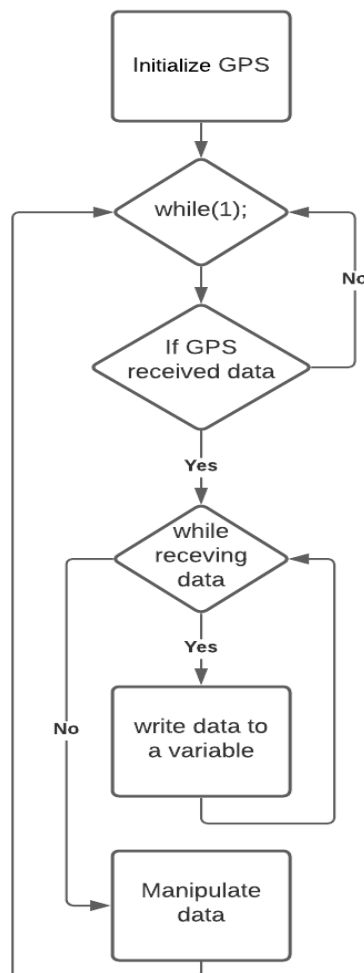 Initialize GPS
while(1);
No
If GPS
received data
Yes
while
receving
data
Yes
write data to
a variable
No
Manipulate
data